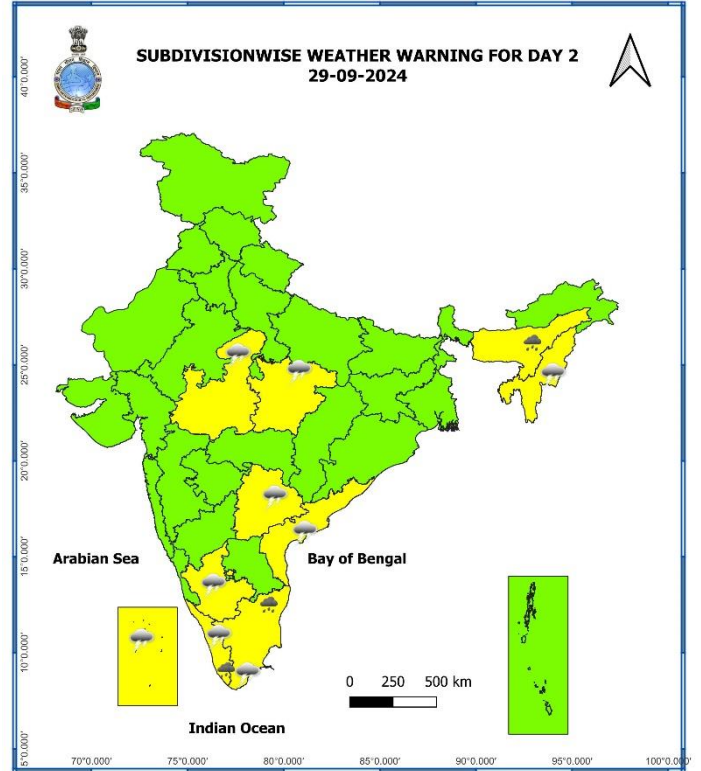 SUBDIVISIONWISE WEATHER WARNING FOR DAY 2
29-09-2024
40°0.000'
35°0.000'
30°0.000'
25°0.000'
20°0.000'
15°0.000'
10°0.000'
5°0.000'
Arabian Sea
Bay of Bengal
0 250 500 km
Indian Ocean
70°0.000' 75°0.000' 80°0.000' 85°0.000' 90°0.000' 95°0.000' 100°0.000'